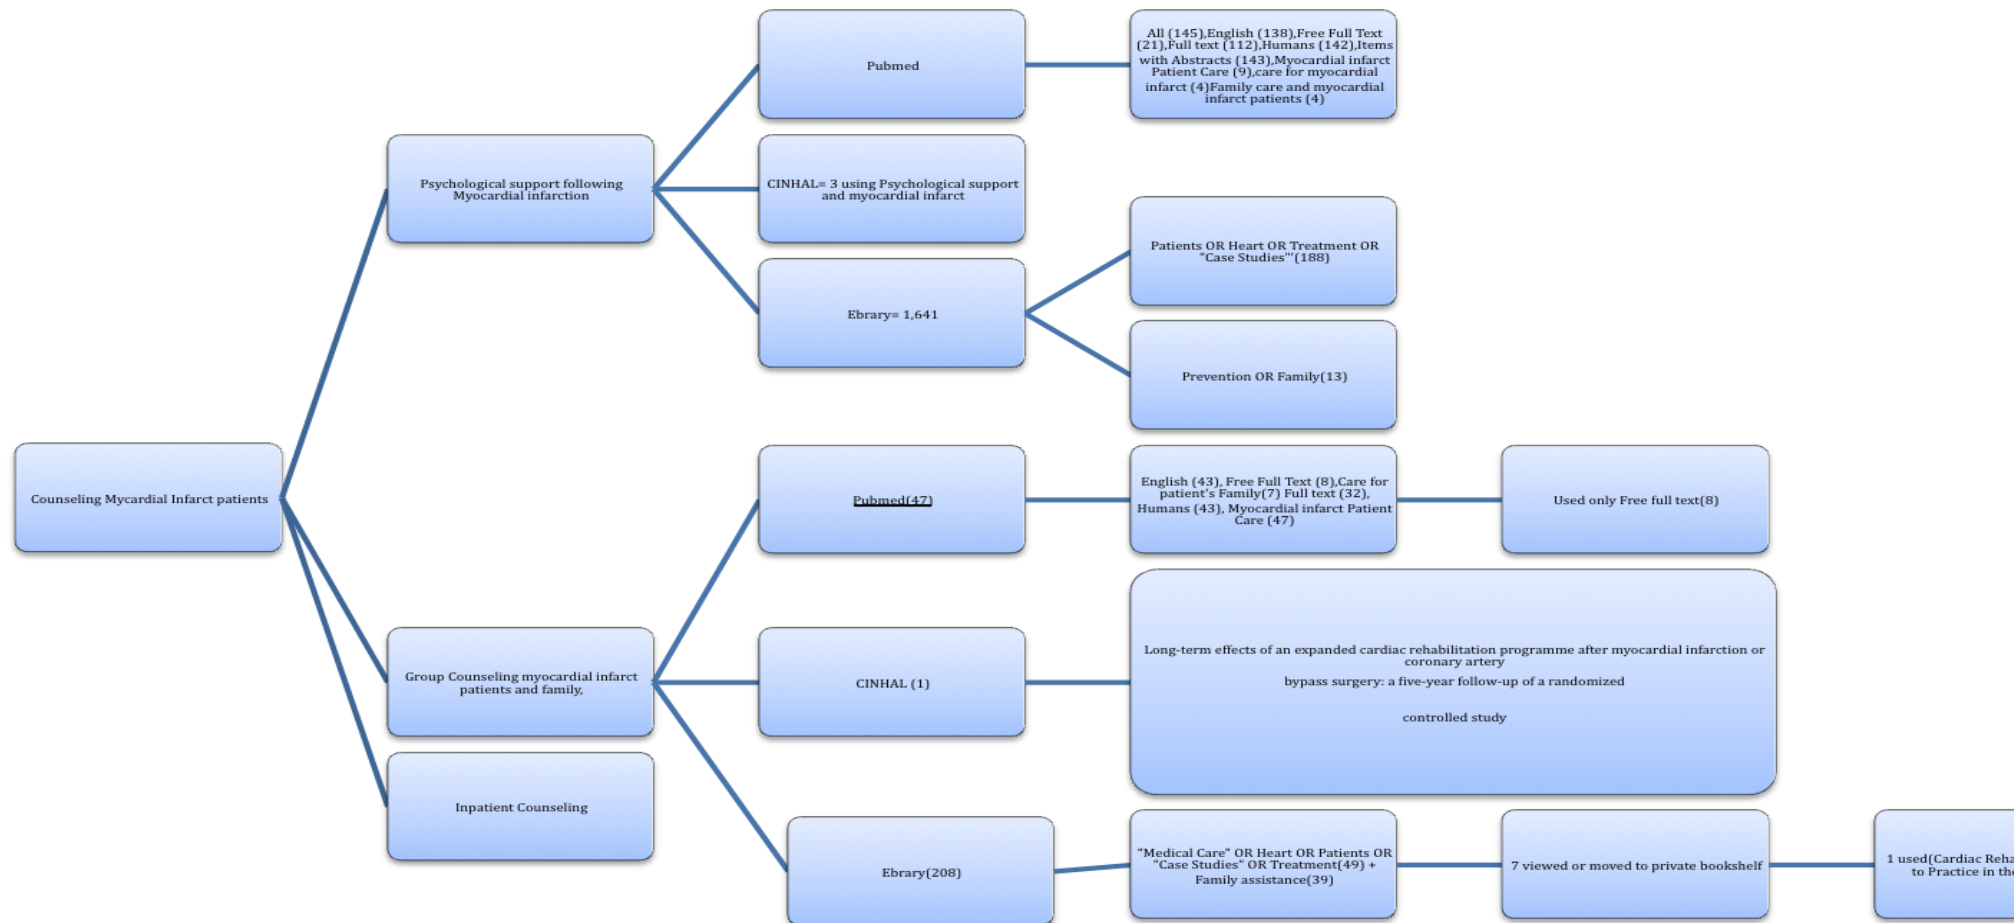 Counseling Mycardial Infarct patients
Psychological support following
Myocardial infarction
Pubmed
All (145),English (138),Free Full Text
(21),Full text (112),Humans (142),Items
with Abstracts (143),Myocardial infarct
Patient Care (9),care for myocardial
infarct (4)Family care and myocardial
infarct patients (4)
CINHAL= 3 using Psychological support
and myocardial infarct
Ebrary= 1,641
Patients OR Heart OR Treatment OR
"Case Studies"'(188)
Prevention OR Family(13)
Group Counseling myocardial infarct
patients and family,
Pubmed(47)
English (43), Free Full Text (8),Care for
patient's Family(7) Full text (32),
Humans (43), Myocardial infarct Patient
Care (47)
Used only Free full text(8)
CINHAL (1)
Long-term effects of an expanded cardiac rehabilitation programme after myocardial infarction or
coronary artery
bypass surgery: a five-year follow-up of a randomized
controlled study
Ebrary(208)
"Medical Care" OR Heart OR Patients OR
"Case Studies" OR Treatment(49) +
Family assistance(39)
7 viewed or moved to private bookshelf
1 used(Cardiac
to Practice in
Inpatient Counseling